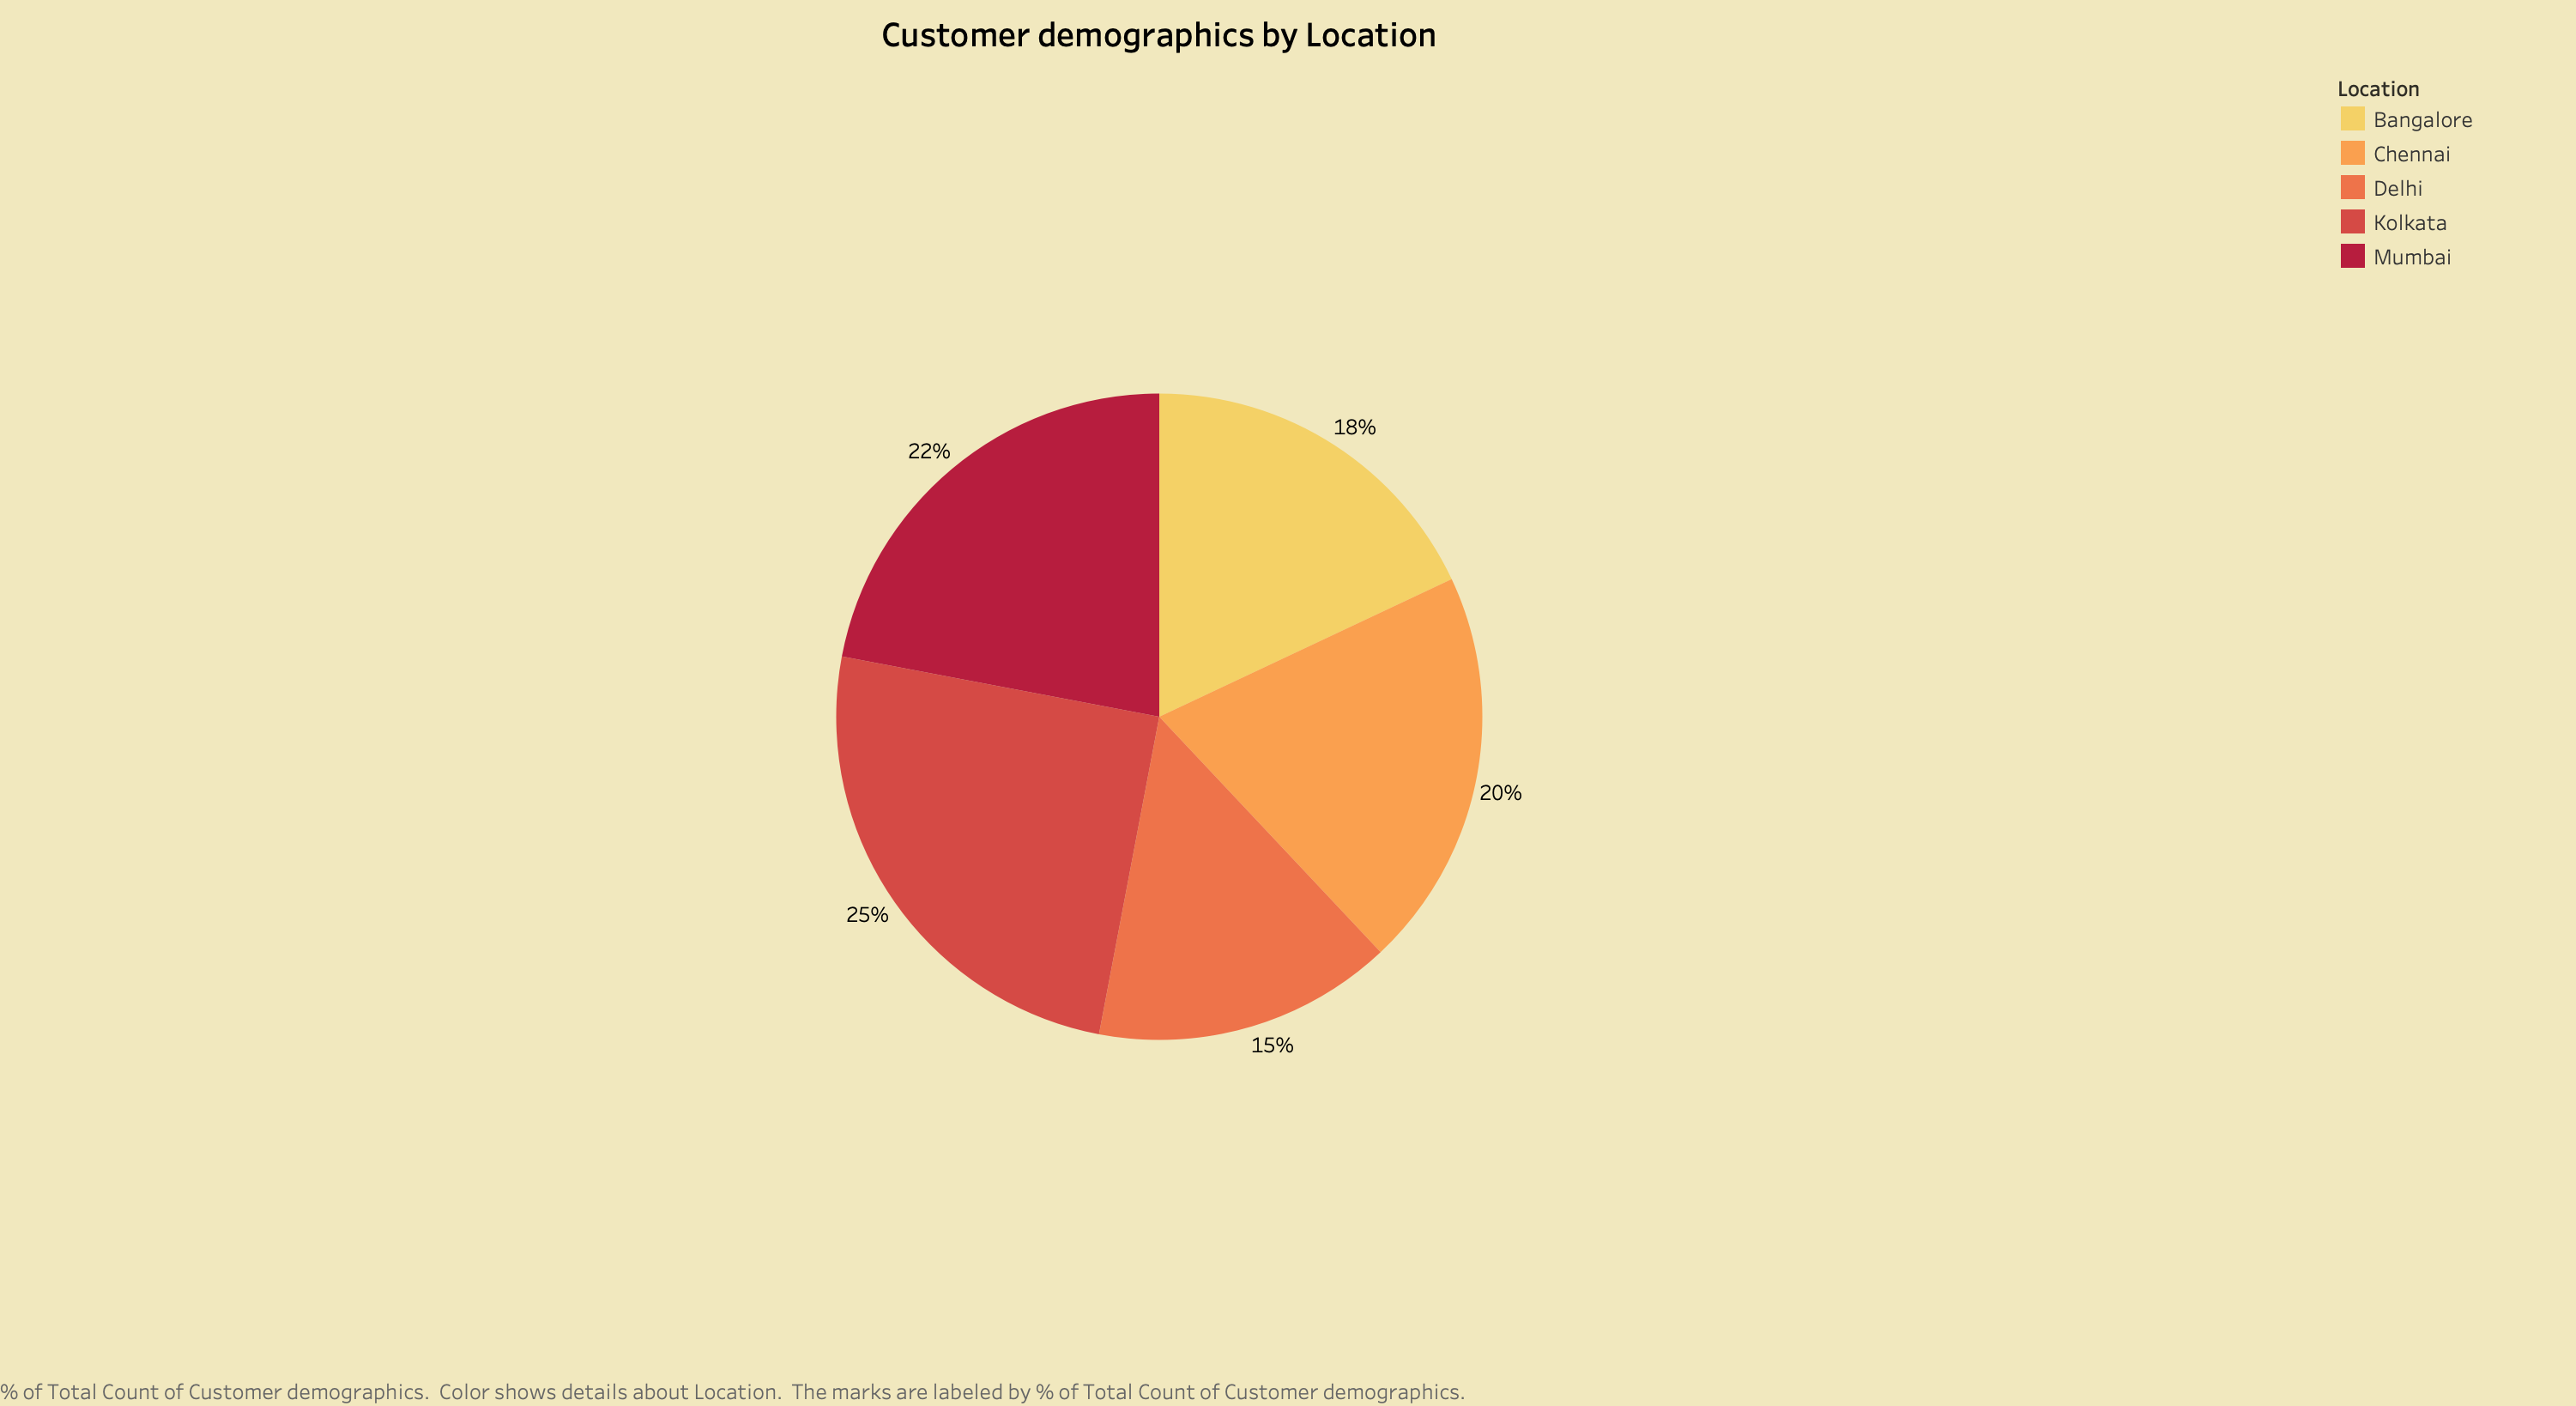 Customer demographics by Location
Location
Bangalore
Chennai
Delhi
Kolkata
Mumbai
18%
22%
20%
25%
15%
% of Total Count of Customer demographics.  Color shows details about Location.  The marks are labeled by % of Total Count of Customer demographics.